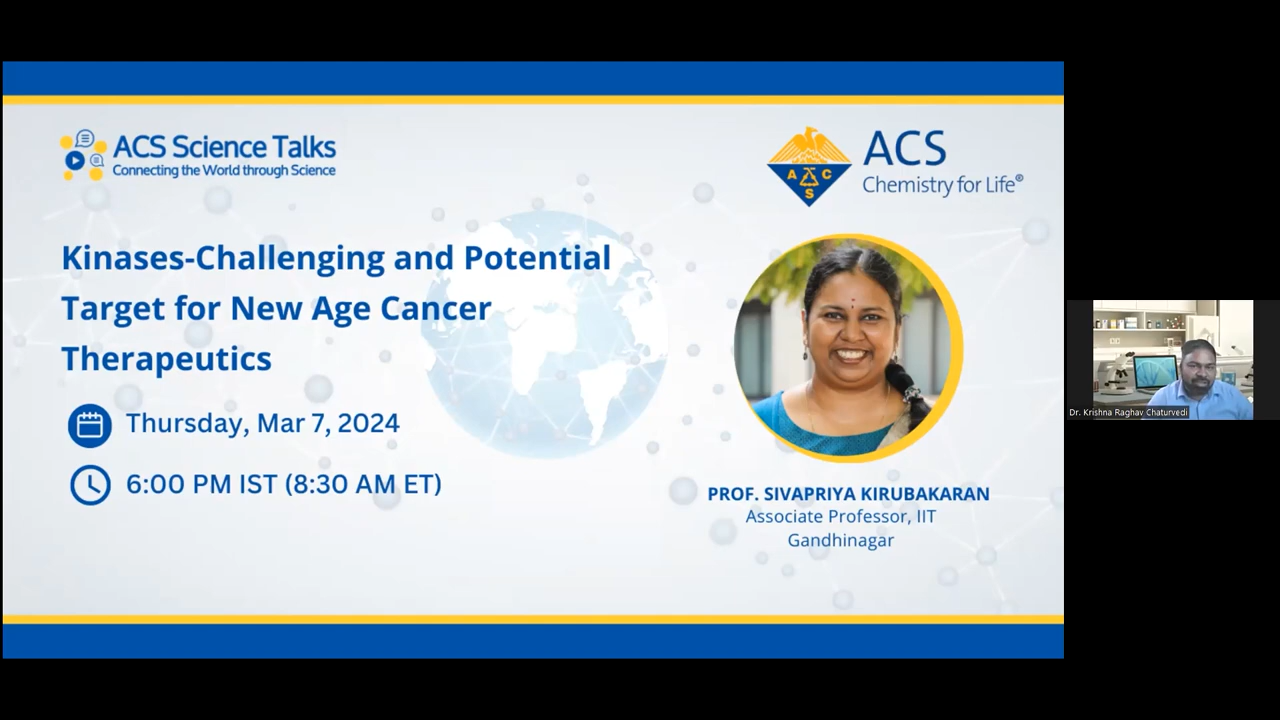 ACS Science Talks
Connecting the World through Science
ACS
Chemistry for Life®
A C S
Kinases-Challenging and Potential
Target for New Age Cancer
Therapeutics
Thursday, Mar 7, 2024
6:00 PM IST (8:30 AM ET)
PROF. SIVAPRIYA KIRUBAKARAN
Associate Professor, IIT
Gandhinagar
Dr. Krishna Raghav Chaturvedi